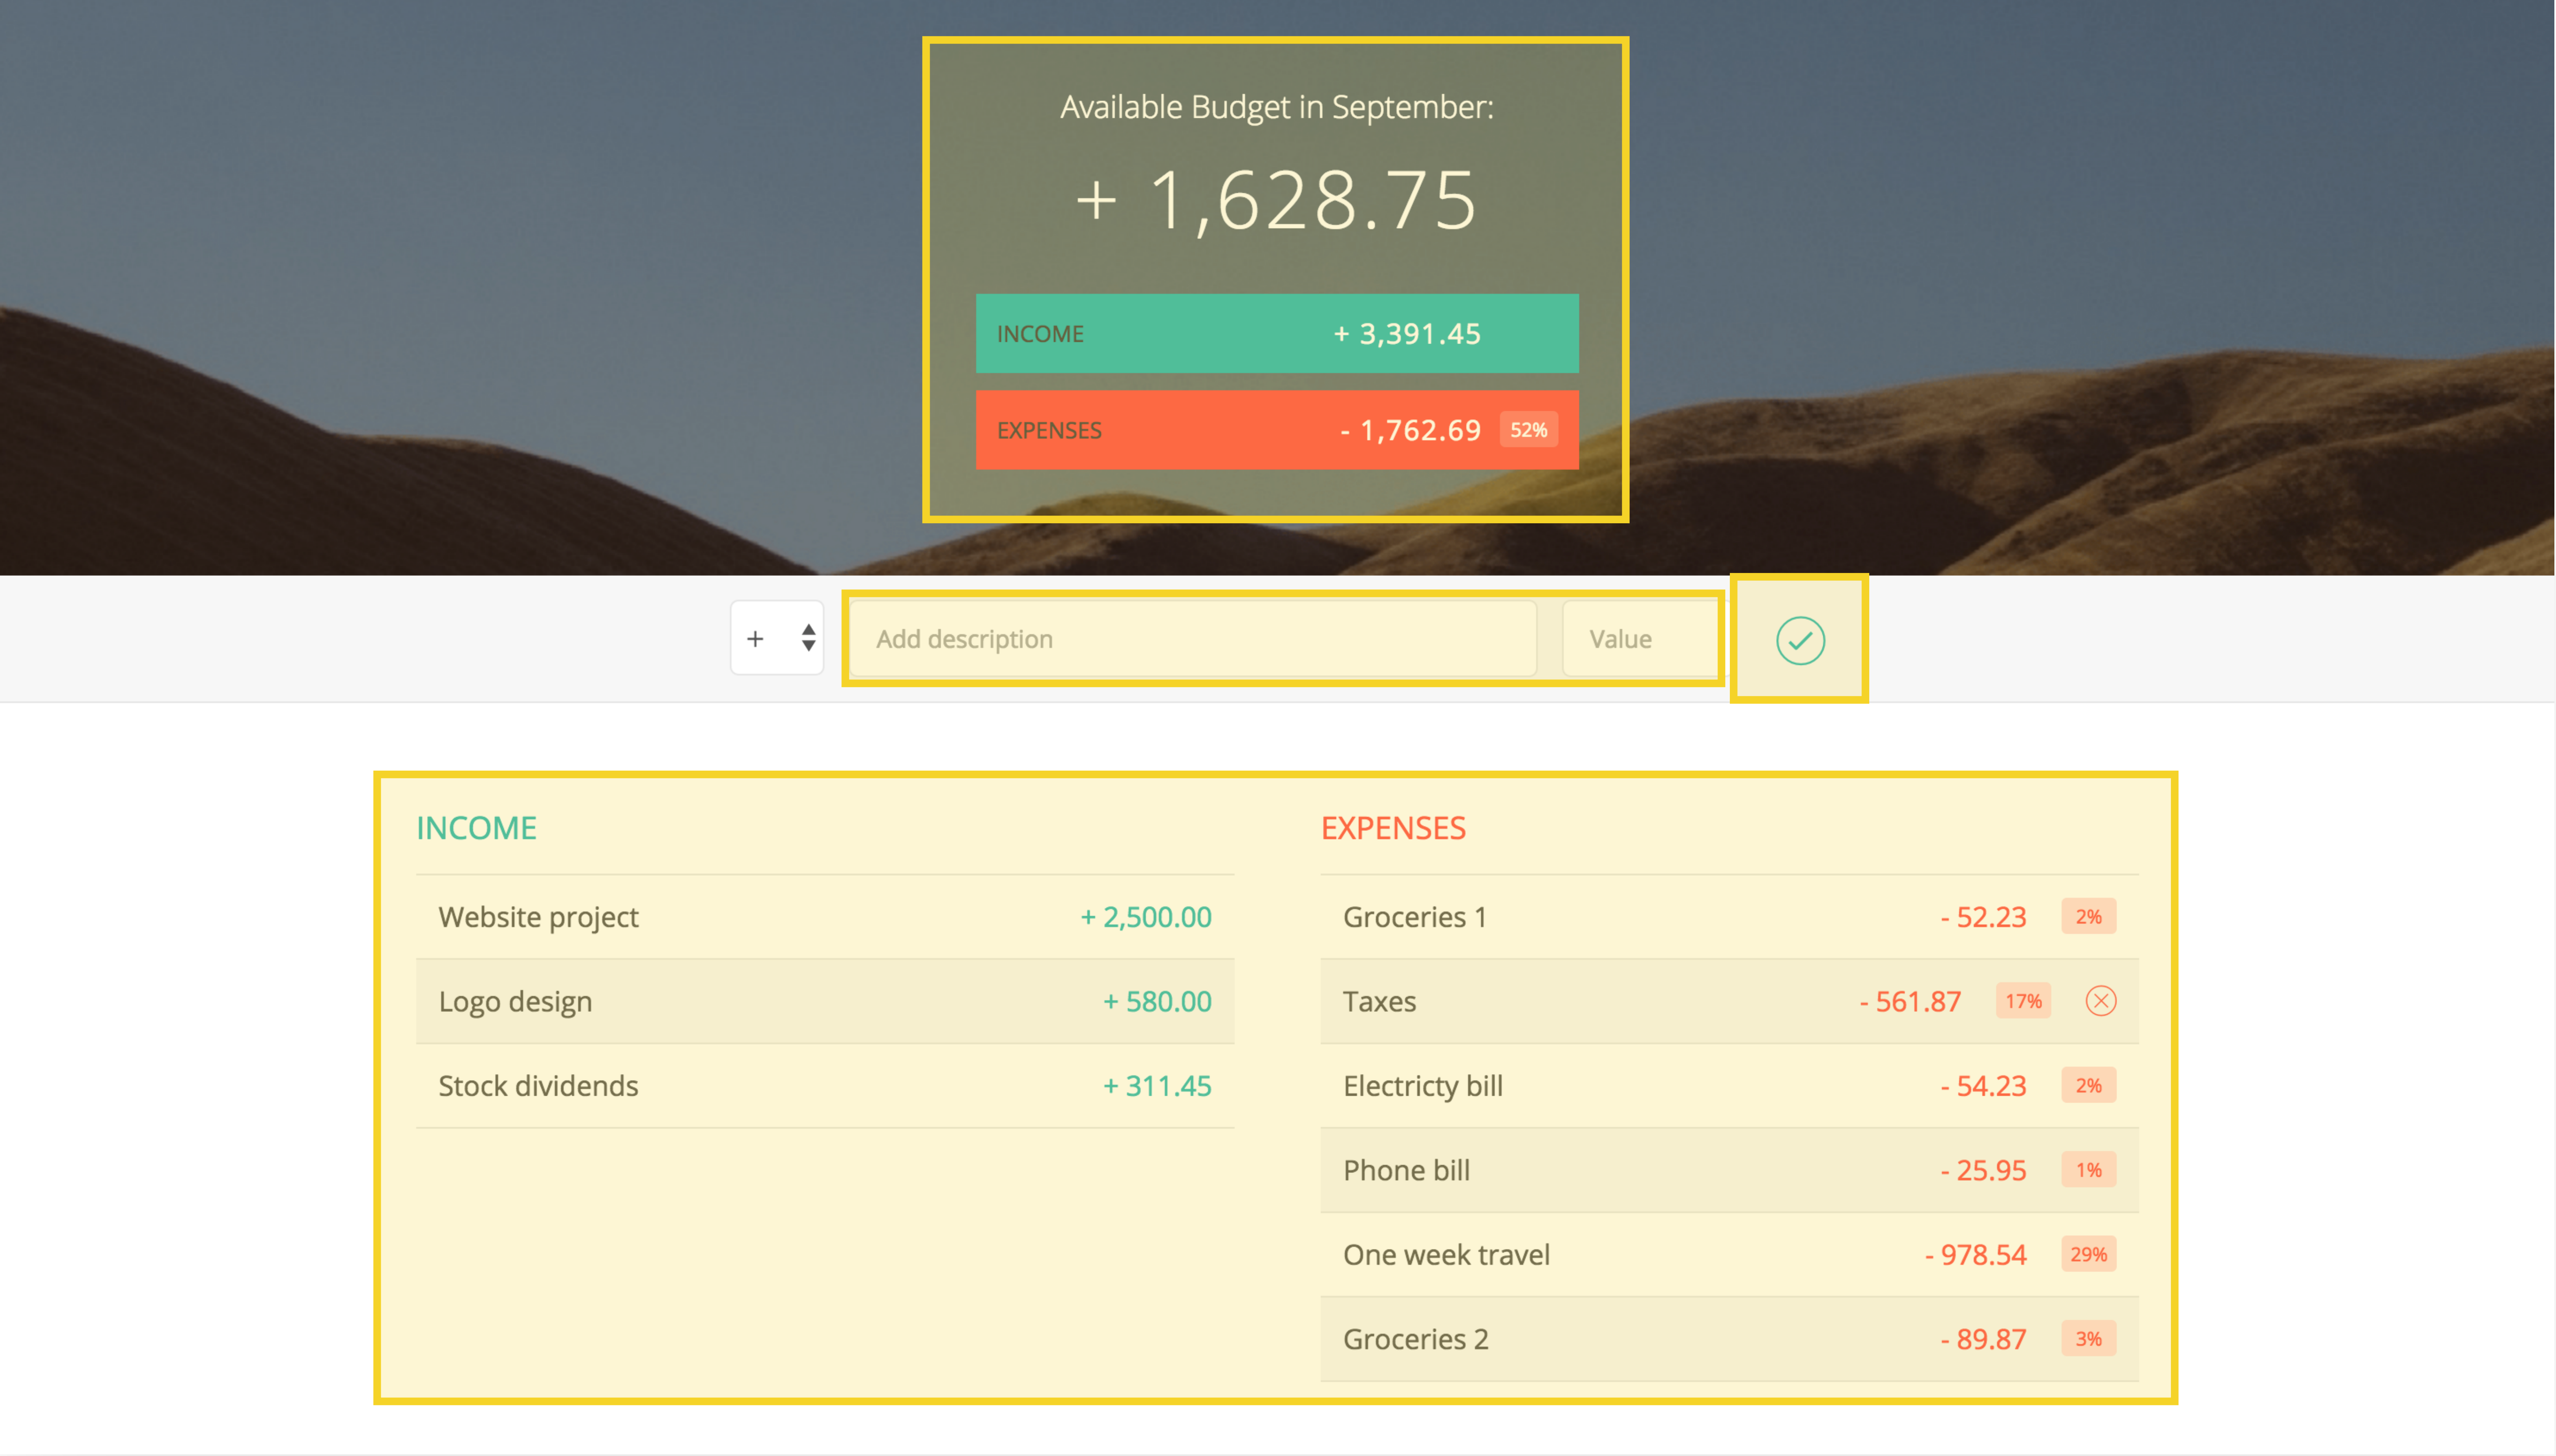 Available Budget in September:
+ 1,628.75
INCOME + 3,391.45
EXPENSES - 1,762.69 52%
+ Add description Value
INCOME
Website project + 2,500.00
Logo design + 580.00
Stock dividends + 311.45
EXPENSES
Groceries 1 - 52.23 2%
Taxes - 561.87 17%
Electricty bill - 54.23 2%
Phone bill - 25.95 1%
One week travel - 978.54 29%
Groceries 2 - 89.87 3%